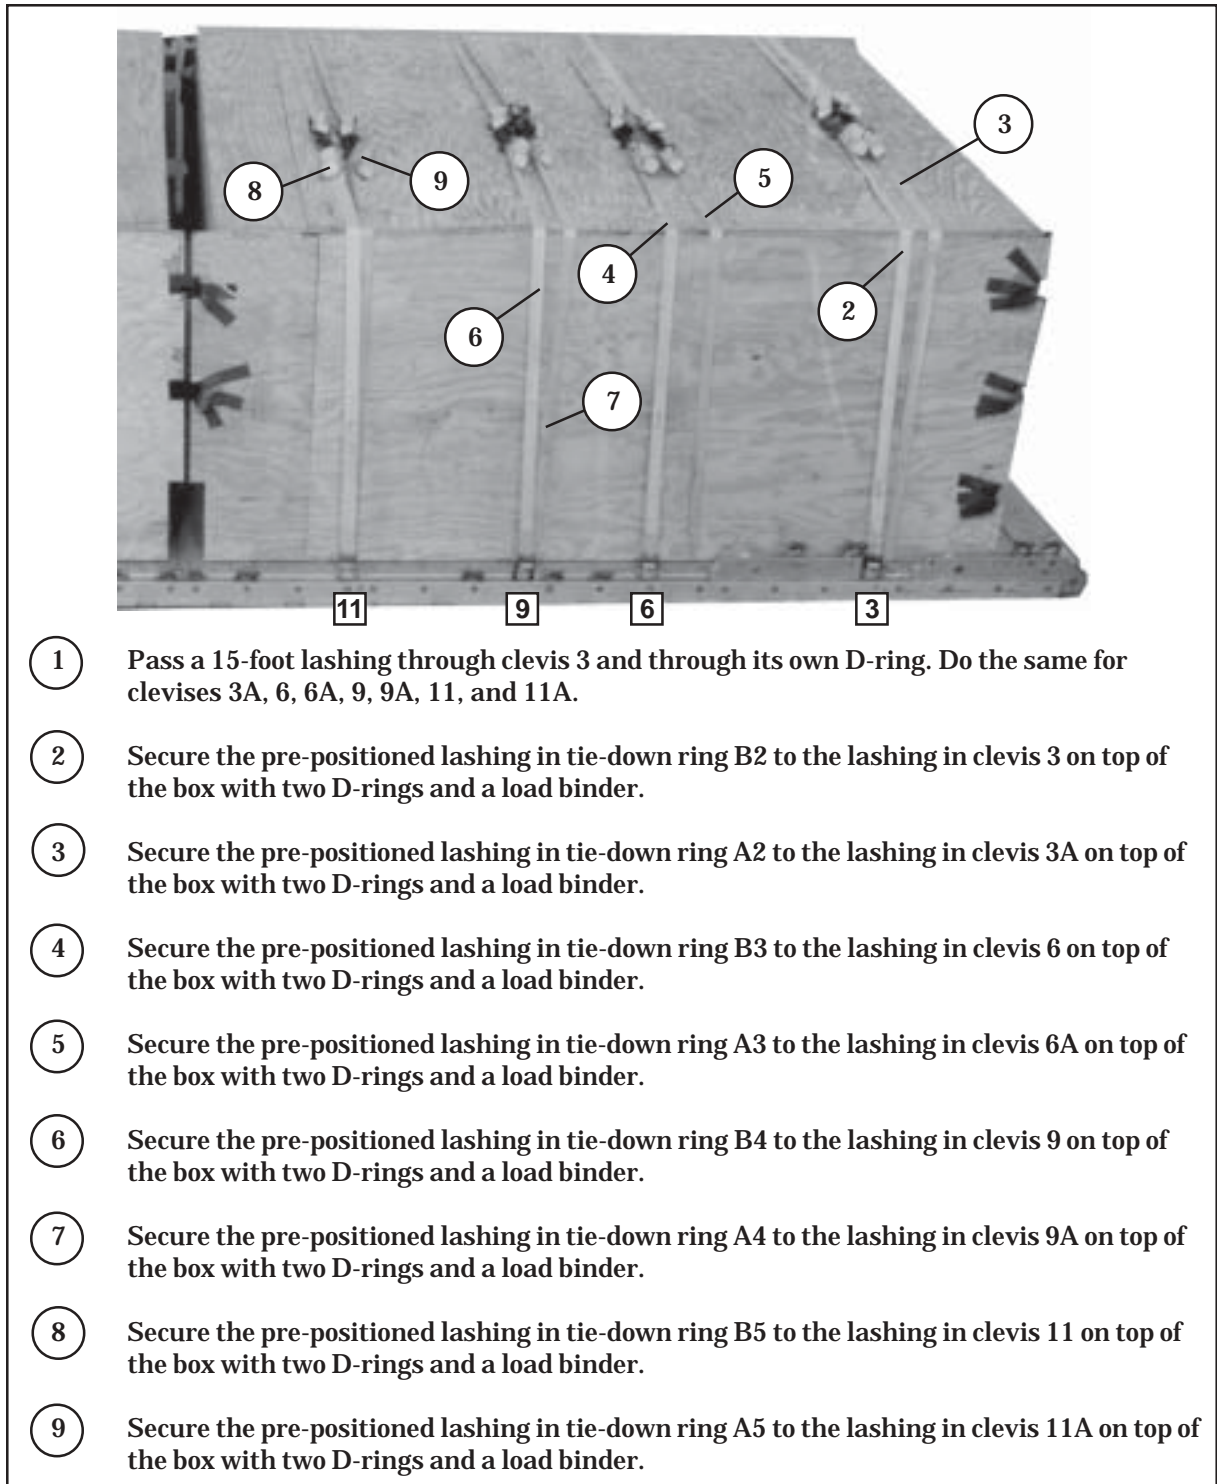 3
5
9
8
4
2
6
7
11 9 6 3
1 Pass a 15-foot lashing through clevis 3 and through its own D-ring. Do the same for
clevises 3A, 6, 6A, 9, 9A, 11, and 11A.
2 Secure the pre-positioned lashing in tie-down ring B2 to the lashing in clevis 3 on top of
the box with two D-rings and a load binder.
3 Secure the pre-positioned lashing in tie-down ring A2 to the lashing in clevis 3A on top of
the box with two D-rings and a load binder.
4 Secure the pre-positioned lashing in tie-down ring B3 to the lashing in clevis 6 on top of
the box with two D-rings and a load binder.
5 Secure the pre-positioned lashing in tie-down ring A3 to the lashing in clevis 6A on top of
the box with two D-rings and a load binder.
6 Secure the pre-positioned lashing in tie-down ring B4 to the lashing in clevis 9 on top of
the box with two D-rings and a load binder.
7 Secure the pre-positioned lashing in tie-down ring A4 to the lashing in clevis 9A on top of
the box with two D-rings and a load binder.
8 Secure the pre-positioned lashing in tie-down ring B5 to the lashing in clevis 11 on top of
the box with two D-rings and a load binder.
9 Secure the pre-positioned lashing in tie-down ring A5 to the lashing in clevis 11A on top of
the box with two D-rings and a load binder.